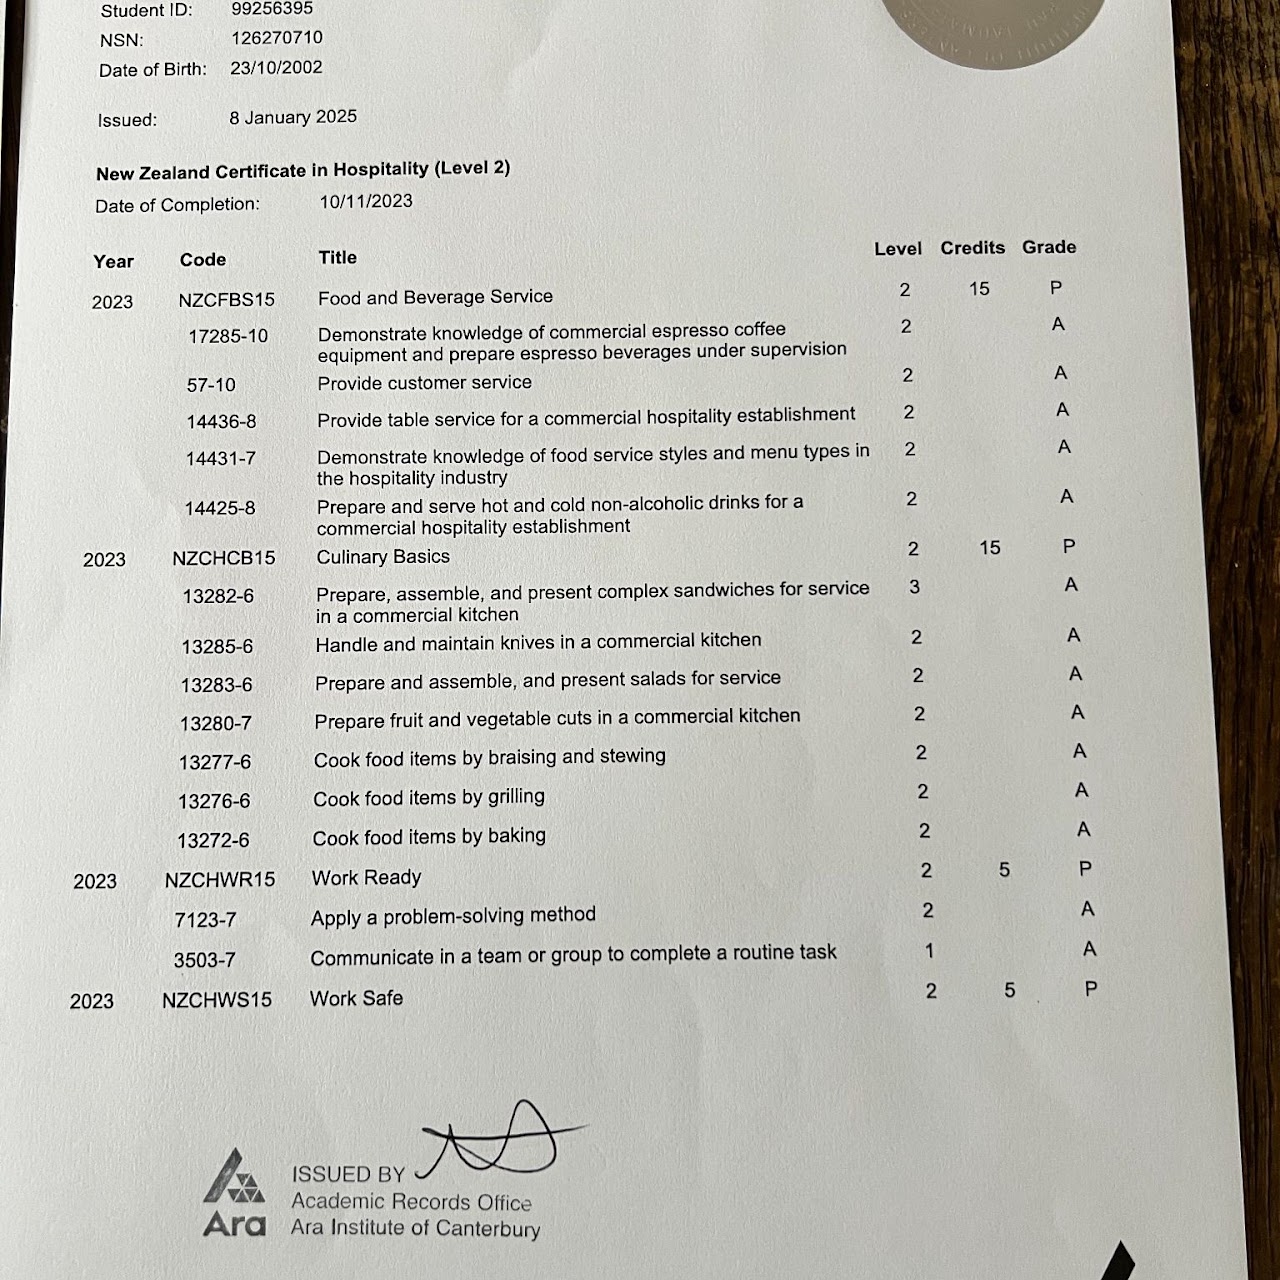 Student ID: 99256395
NSN: 126270710
Date of Birth: 23/10/2002
Issued: 8 January 2025
New Zealand Certificate in Hospitality (Level 2)
Date of Completion: 10/11/2023
Year Code Title Level Credits Grade
2023 NZCFBS15 Food and Beverage Service 2 15 P
17285-10 Demonstrate knowledge of commercial espresso coffee 2 A
equipment and prepare espresso beverages under supervision
57-10 Provide customer service 2 A
14436-8 Provide table service for a commercial hospitality establishment 2 A
14431-7 Demonstrate knowledge of food service styles and menu types in 2 A
the hospitality industry
14425-8 Prepare and serve hot and cold non-alcoholic drinks for a 2 A
commercial hospitality establishment
2023 NZCHCB15 Culinary Basics 2 15 P
13282-6 Prepare, assemble, and present complex sandwiches for service 3 A
in a commercial kitchen
13285-6 Handle and maintain knives in a commercial kitchen 2 A
13283-6 Prepare and assemble, and present salads for service 2 A
13280-7 Prepare fruit and vegetable cuts in a commercial kitchen 2 A
13277-6 Cook food items by braising and stewing 2 A
13276-6 Cook food items by grilling 2 A
13272-6 Cook food items by baking 2 A
2023 NZCHWR15 Work Ready 2 5 P
7123-7 Apply a problem-solving method 2 A
3503-7 Communicate in a team or group to complete a routine task 1 A
2023 NZCHWS15 Work Safe 2 5 P
ISSUED BY
Academic Records Office
Ara Ara Institute of Canterbury